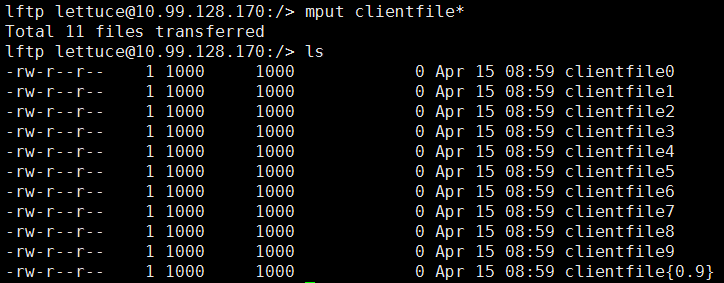 lftp lettuce@10.99.128.170:/> mput clientfile*
Total 11 files transferred
lftp lettuce@10.99.128.170:/> ls
-rw-r--r--    1 1000     1000            0 Apr 15 08:59 clientfile0
-rw-r--r--    1 1000     1000            0 Apr 15 08:59 clientfile1
-rw-r--r--    1 1000     1000            0 Apr 15 08:59 clientfile2
-rw-r--r--    1 1000     1000            0 Apr 15 08:59 clientfile3
-rw-r--r--    1 1000     1000            0 Apr 15 08:59 clientfile4
-rw-r--r--    1 1000     1000            0 Apr 15 08:59 clientfile5
-rw-r--r--    1 1000     1000            0 Apr 15 08:59 clientfile6
-rw-r--r--    1 1000     1000            0 Apr 15 08:59 clientfile7
-rw-r--r--    1 1000     1000            0 Apr 15 08:59 clientfile8
-rw-r--r--    1 1000     1000            0 Apr 15 08:59 clientfile9
-rw-r--r--    1 1000     1000            0 Apr 15 08:59 clientfile{0.9}